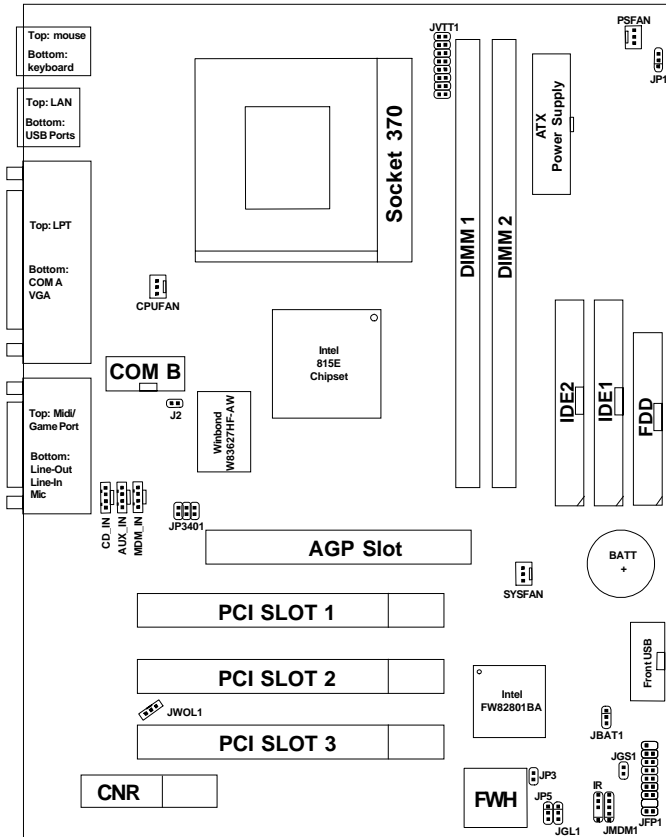 Top: mouse
Bottom:
keyboard
Top: LAN
Bottom:
USB Ports
Top: LPT
Bottom:
COM A
VGA
Top: Midi/
Game Port
Bottom:
Line-Out
Line-In
Mic
JVTT1
PSFAN
JP1
Socket 370
DIMM 1
DIMM 2
ATX
Power Supply
CPUFAN
Intel
815E
Chipset
COM B
J2
Winbond
W83627HF-AW
IDE2
IDE1
FDD
CD_IN
AUX_IN
MDM_IN
JP3401
AGP Slot
BATT
+
SYSFAN
PCI SLOT 1
PCI SLOT 2
Front USB
Intel
FW82801BA
JWOL1
JBAT1
PCI SLOT 3
JGS1
CNR
FWH
JP3
JP5
JGL1
IR
JMDM1
JFP1